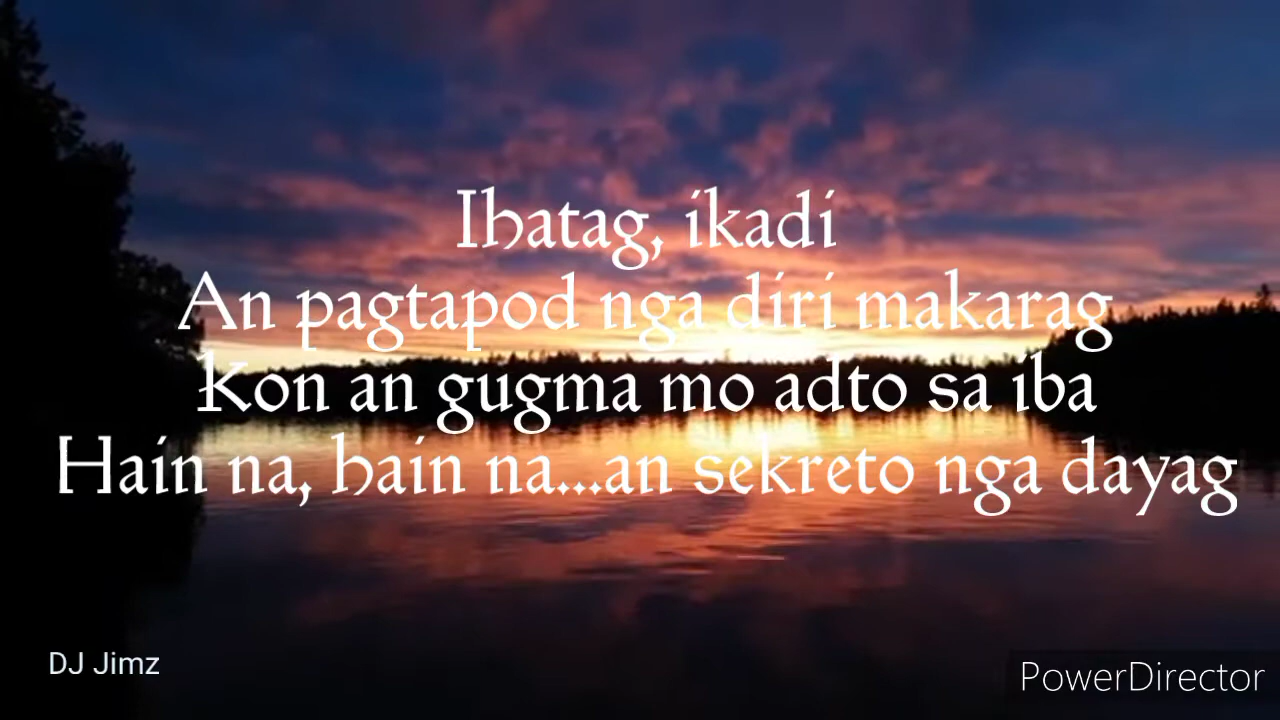 Ihatag, ikadi
An pagtapod nga diri makarag
Kon an gugma mo adto sa iba
Hain na, hain na...an sekreto nga dayag
DJ Jimz
PowerDirector